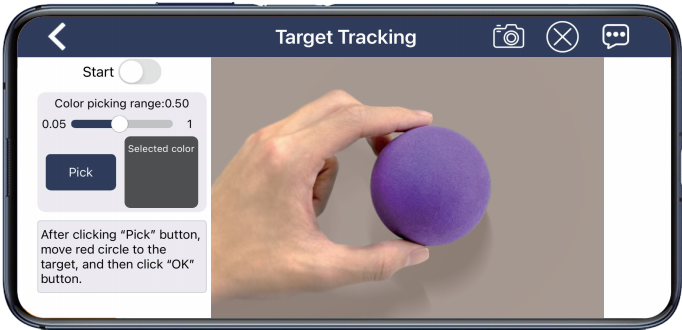 Target Tracking
Start
Color picking range:0.50
0.05 1
Pick
Selected color
After clicking “Pick” button,
move red circle to the
target, and then click “OK”
button.